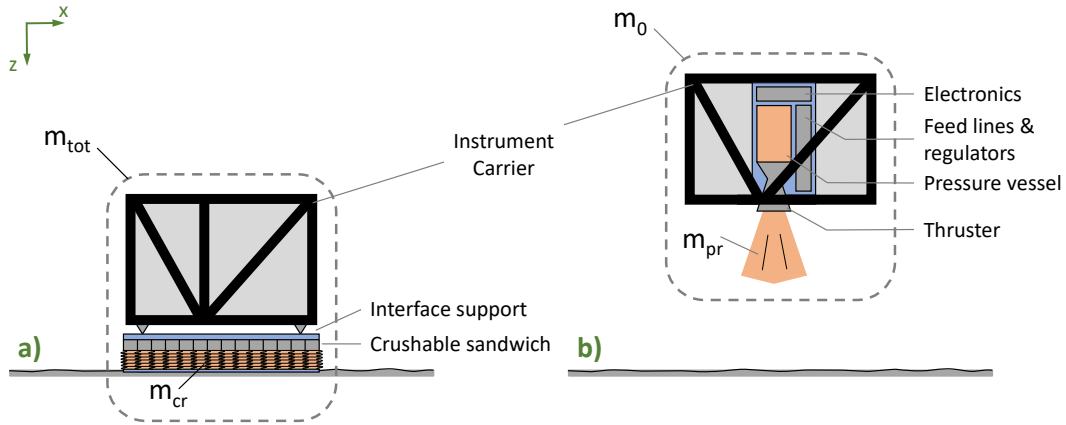 x
z
m_tot
Instrument
Carrier
Interface support
Crushable sandwich
a)
m_cr
m_0
Electronics
Feed lines &
regulators
Pressure vessel
Thruster
m_pr
b)